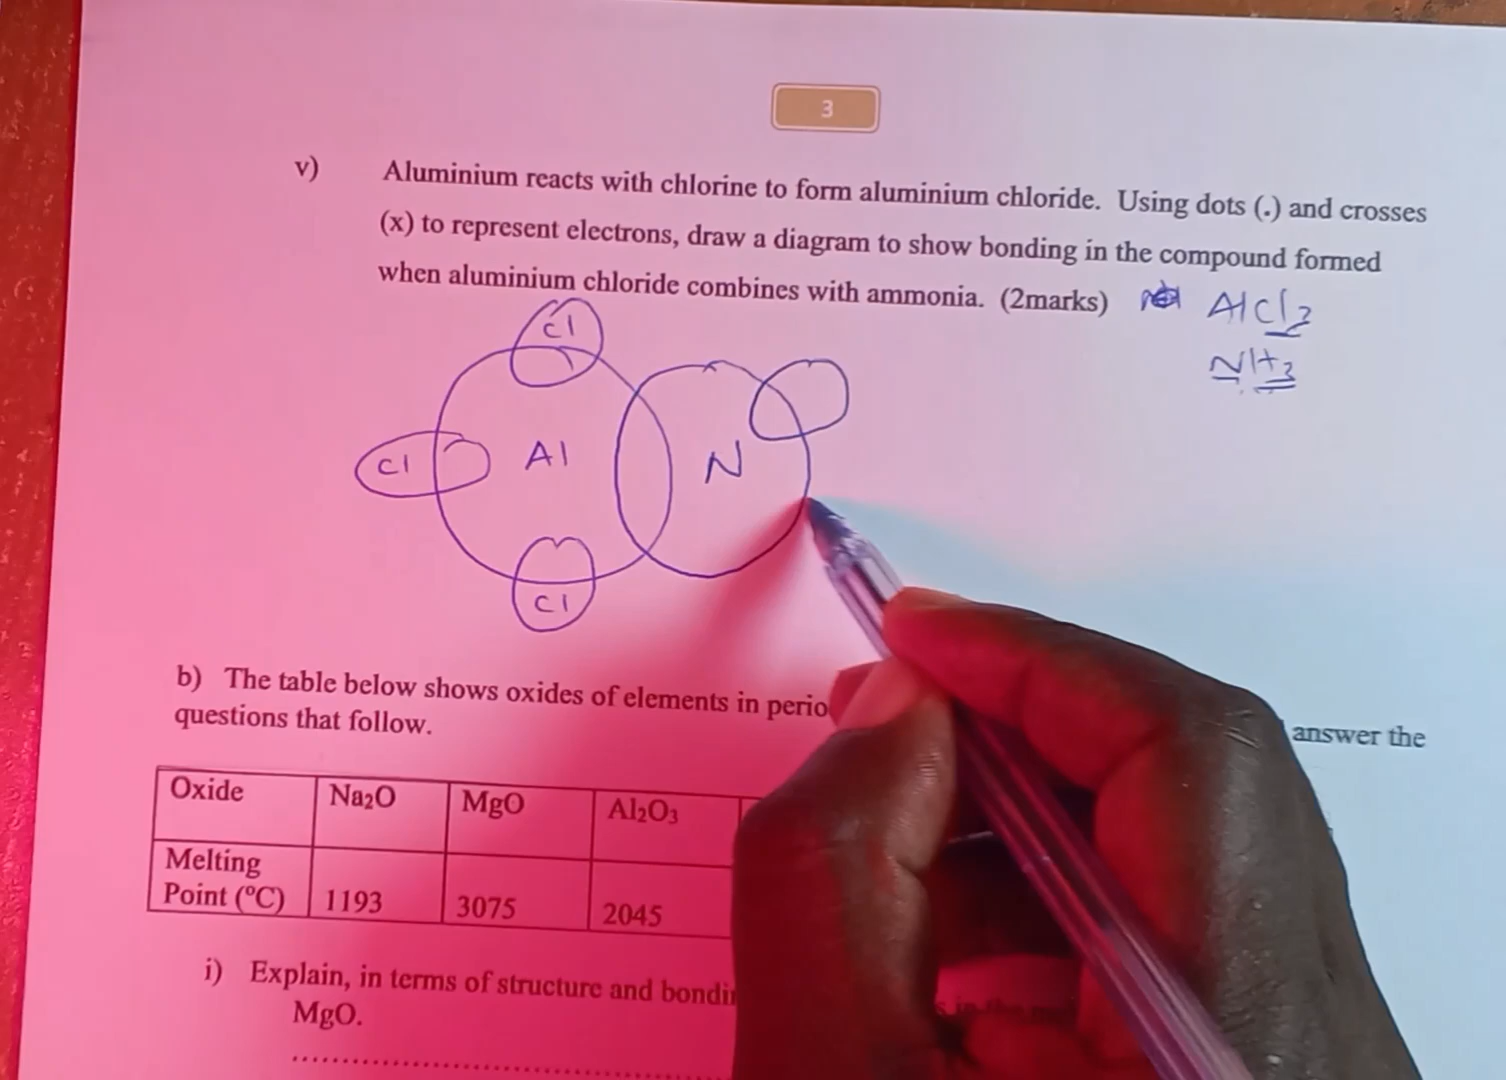 3
v) Aluminium reacts with chlorine to form aluminium chloride. Using dots (.) and crosses
(x) to represent electrons, draw a diagram to show bonding in the compound formed
when aluminium chloride combines with ammonia. (2marks) AlCl3
NH3
Cl
Cl Al N
Cl
b) The table below shows oxides of elements in perio
answer the
questions that follow.
Oxide Na₂O MgO Al₂O₃
Melting
Point (⁰C) 1193 3075 2045
i) Explain, in terms of structure and bondi
MgO.